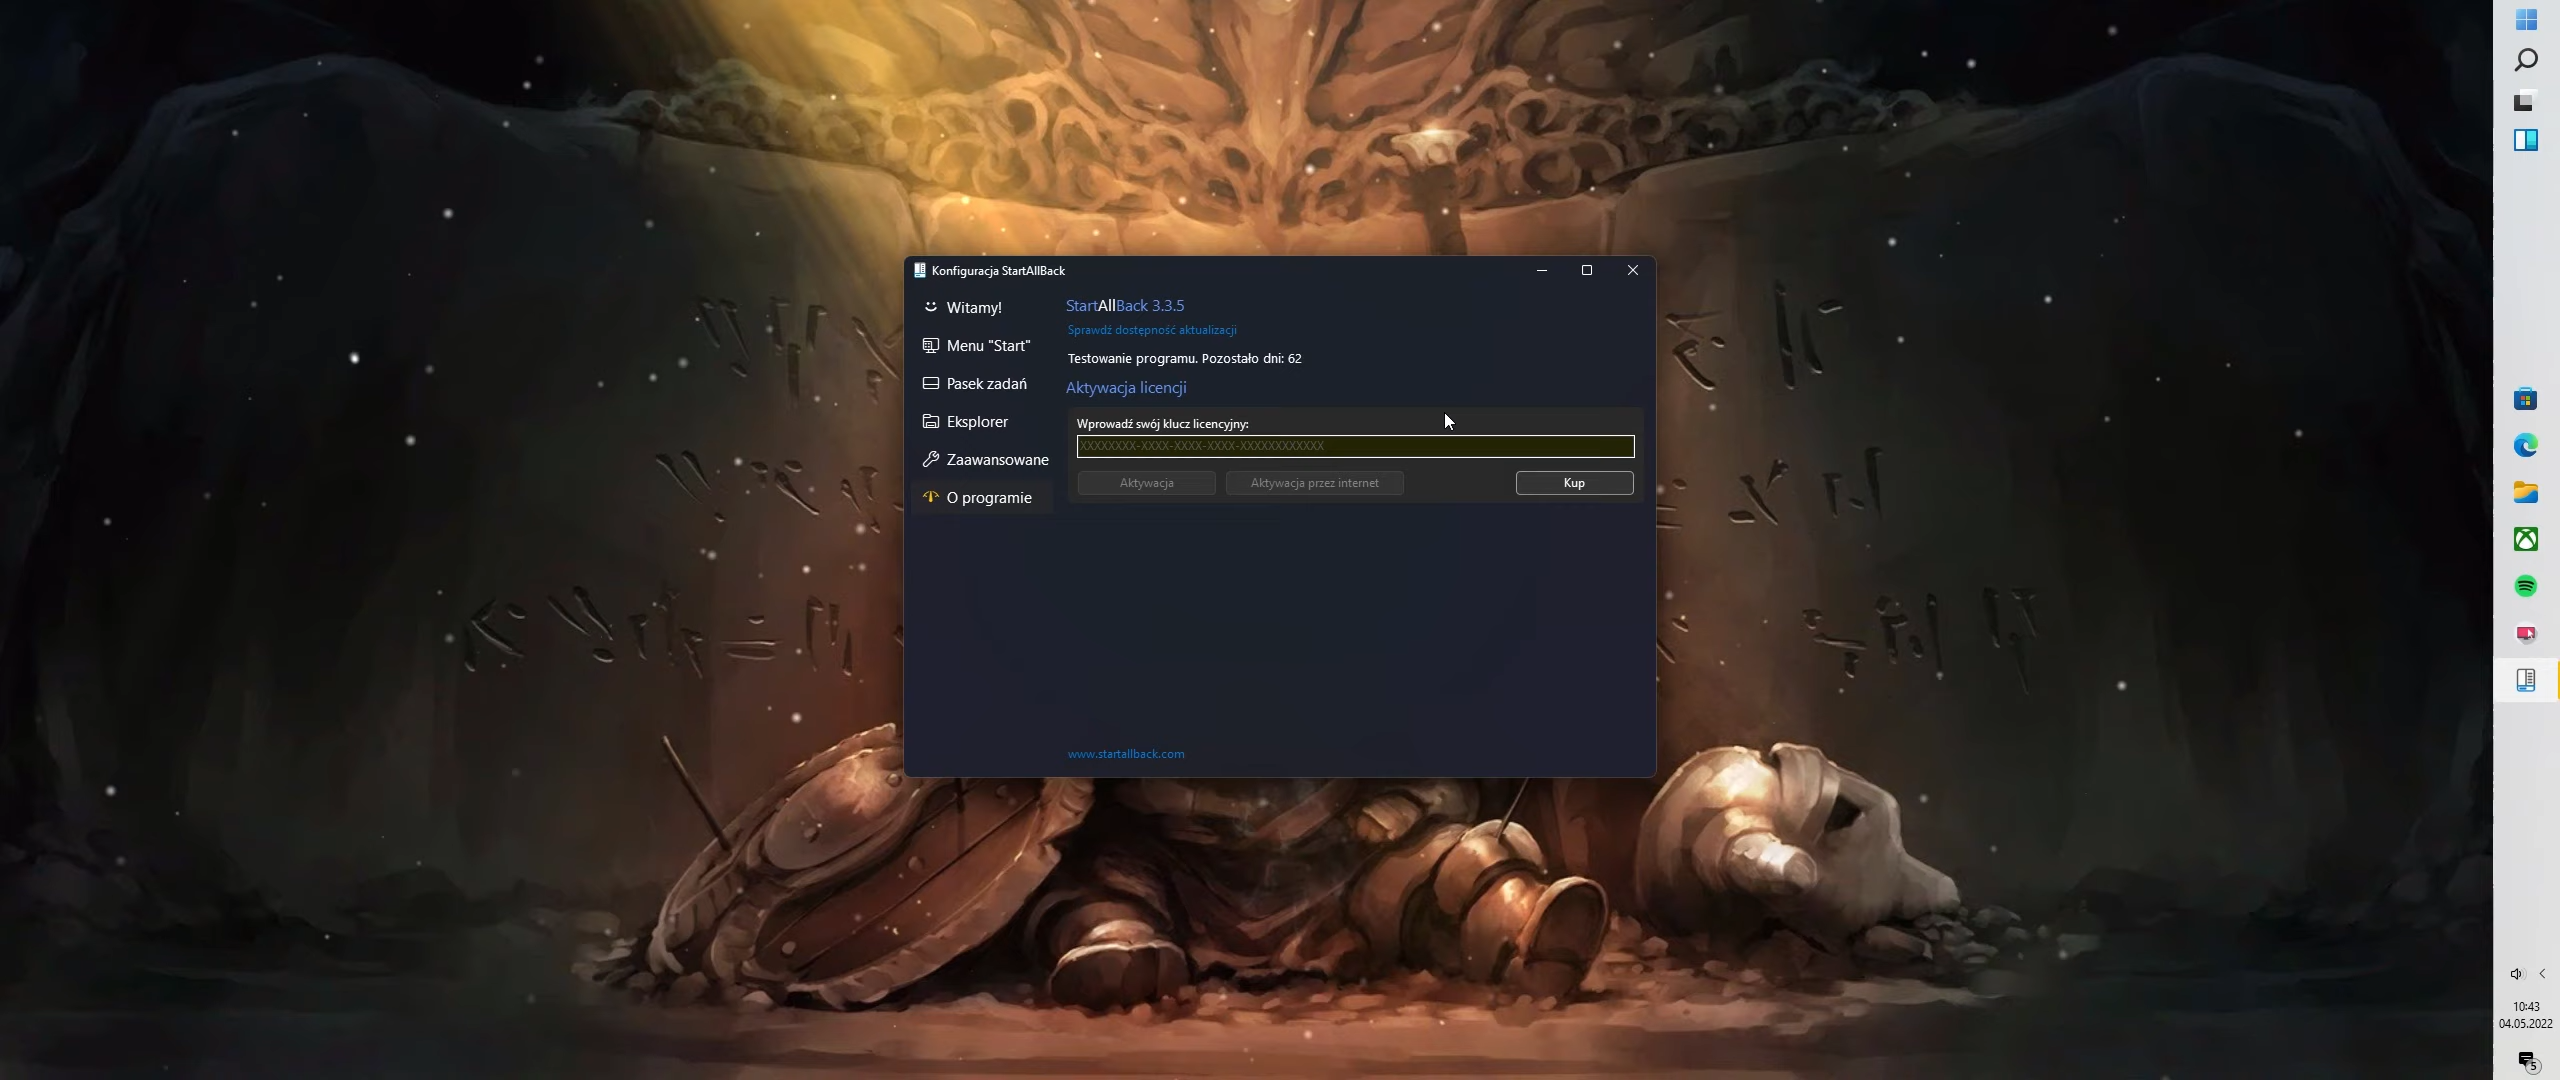 Konfiguracja StartAllBack
Witamy!
Menu "Start"
Pasek zadań
Eksplorer
Zaawansowane
O programie
StartAllBack 3.3.5
Sprawdź dostępność aktualizacji
Testowanie programu. Pozostało dni: 62
Aktywacja licencji
Wprowadź swój klucz licencyjny:
XXXXXXXX-XXXX-XXXX-XXXX-XXXXXXXXXXXX
Aktywacja
Aktywacja przez internet
Kup
www.startallback.com
10:43
04.05.2022
5